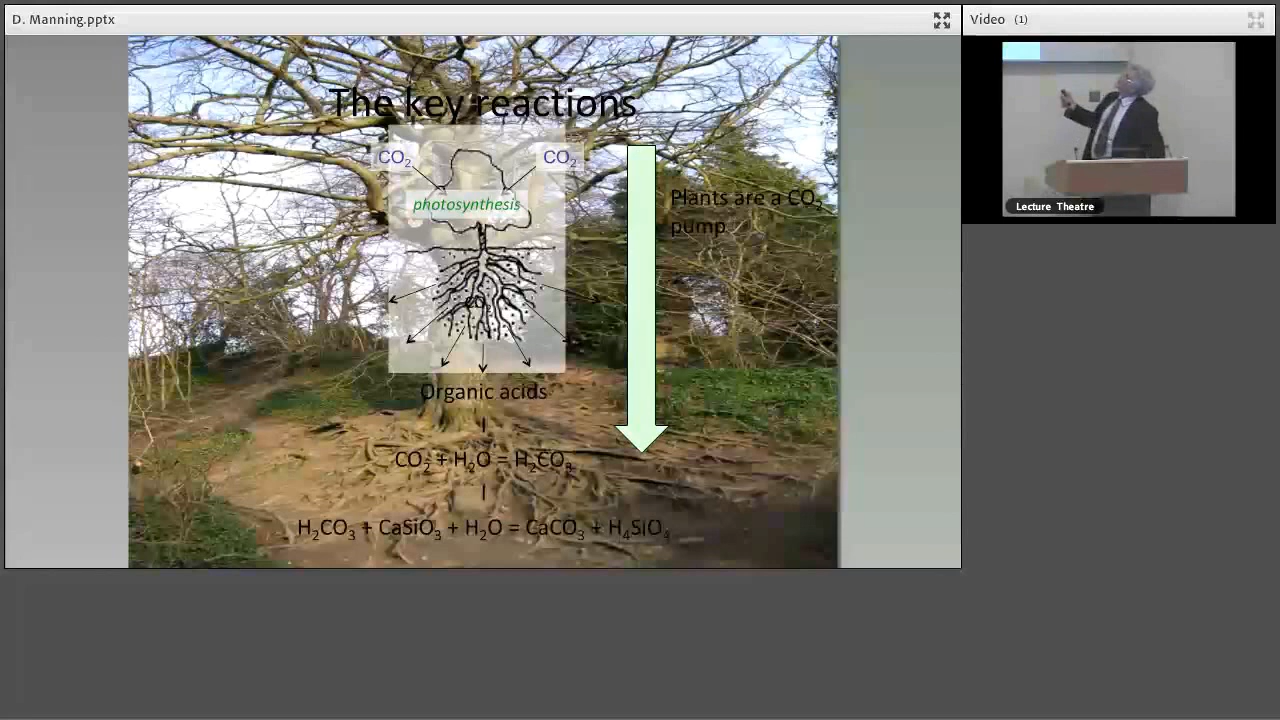 D. Manning.pptx
Video (1)
The key reactions
CO₂ CO₂
photosynthesis
Plants are a CO₂
pump
Organic acids
CO₂ + H₂O = H₂CO₃
H₂CO₃ + CaSiO₃ + H₂O = CaCO₃ + H₄SiO₄
Lecture Theatre